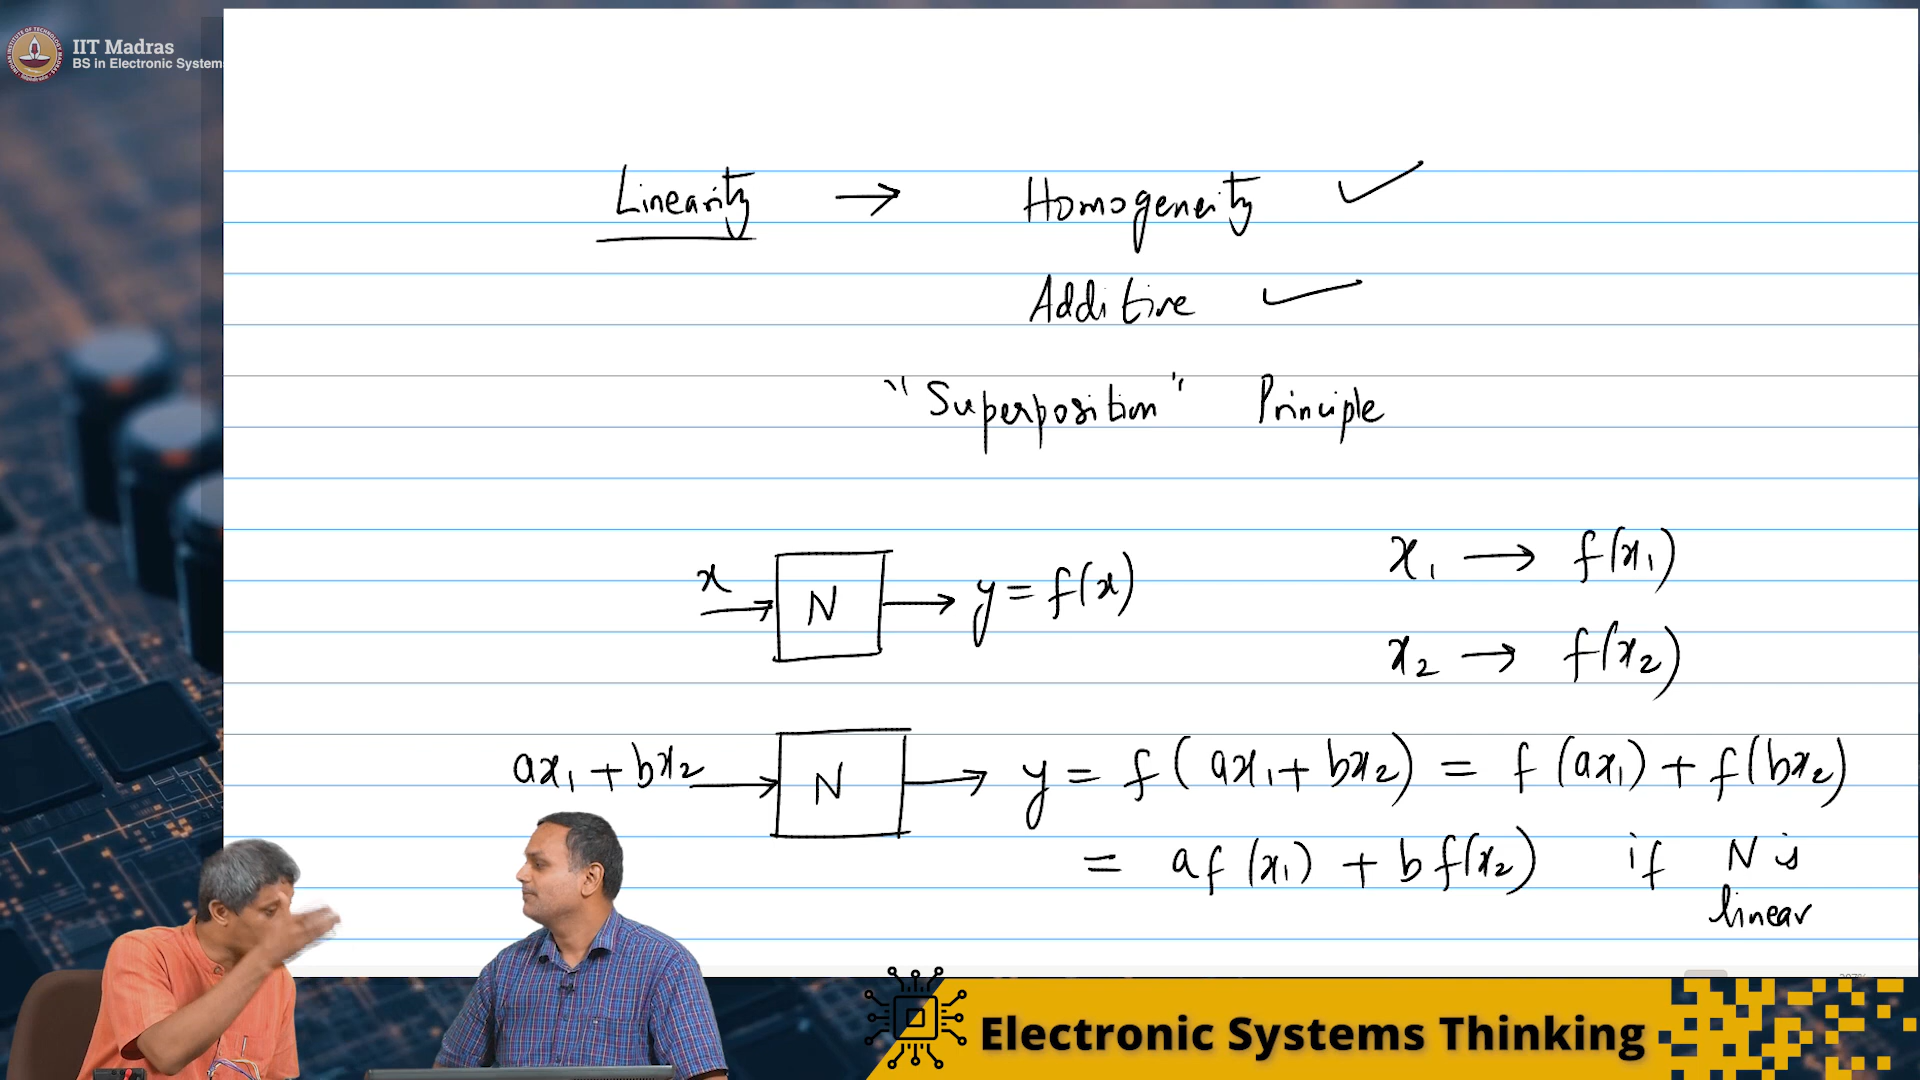 IIT Madras
BS in Electronic System
Linearity → Homogeneity ✓
Additive ✓
"Superposition" Principle
x → N → y = f(x)
x₁ → f(x₁)
x₂ → f(x₂)
ax₁ + bx₂ → N → y = f(ax₁ + bx₂) = f(ax₁) + f(bx₂)
= af(x₁) + bf(x₂) if N is
linear
Electronic Systems Thinking